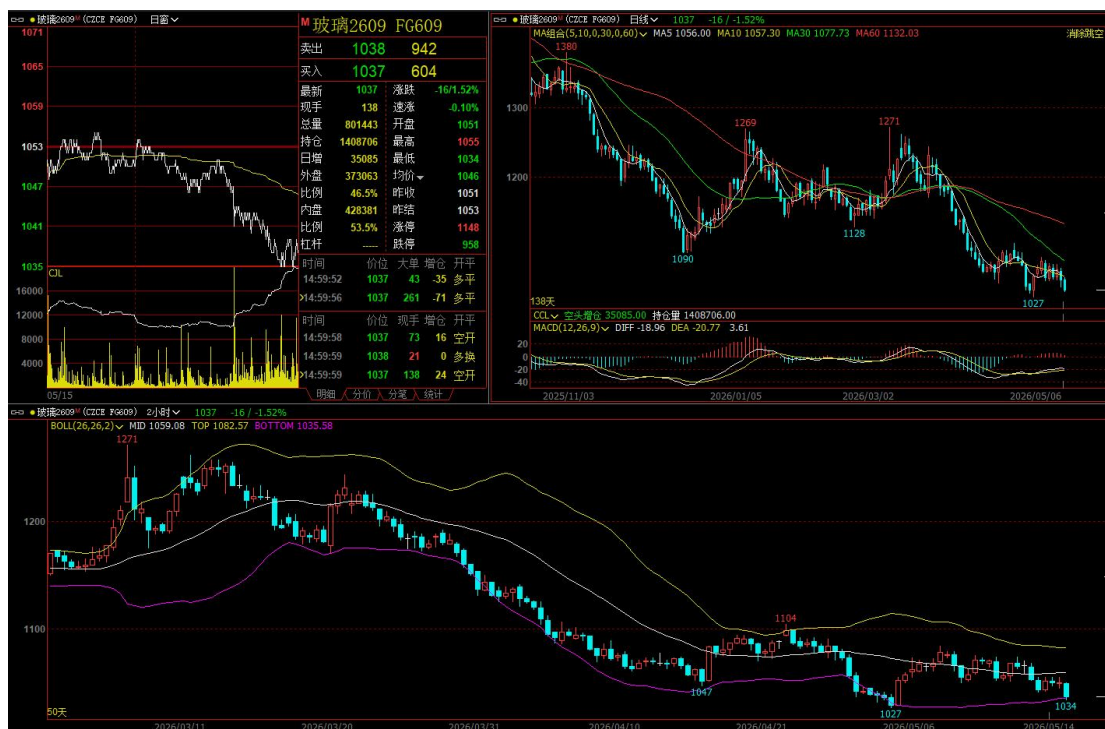 玻璃2609ᴹ (CZCE FG609) 日窗
1071
1065
1059
1053
1047
1041
1035
CJL
16000
12000
8000
4000
05/15
M 玻璃2609 FG609
卖出 1038 942
买入 1037 604
最新 1037 涨跌 -16/1.52%
现手 138 速涨 -0.10%
总量 801443 开盘 1051
持仓 1408706 最高 1055
日增 35085 最低 1034
外盘 373063 均价 1046
比例 46.5% 昨收 1051
内盘 428381 昨结 1053
比例 53.5% 涨停 1148
杠杆 ----- 跌停 958
时间 价位 大单 增仓 开平
14:59:52 1037 43 -35 多平
14:59:56 1037 261 -71 多平
时间 价位 现手 增仓 开平
14:59:58 1037 73 16 空开
14:59:59 1038 21 0 多换
14:59:59 1037 138 24 空开
明细 分价 分笔 统计
玻璃2609ᴹ (CZCE FG609) 日线 1037 -16 / -1.52%
MA组合(5,10,0,30,0,60) MA5 1056.00 MA10 1057.30 MA30 1077.73 MA60 1132.03 消除跳空
1380
1300
1269
1271
1200
1128
1090
1027
138天
CCL 空头增仓 35085.00 持仓量 1408706.00
MACD(12,26,9) DIFF -18.96 DEA -20.77 3.61
20
0
-20
-40
2025/11/03 2026/01/05 2026/03/02 2026/05/06
玻璃2609ᴹ (CZCE FG609) 2小时 1037 -16 / -1.52%
BOLL(26,26,2) MID 1059.08 TOP 1082.57 BOTTOM 1035.58
1271
1200
1100
1104
1047
1027
1034
50天
2026/03/11 2026/03/20 2026/03/31 2026/04/10 2026/04/21 2026/05/06 2026/05/14